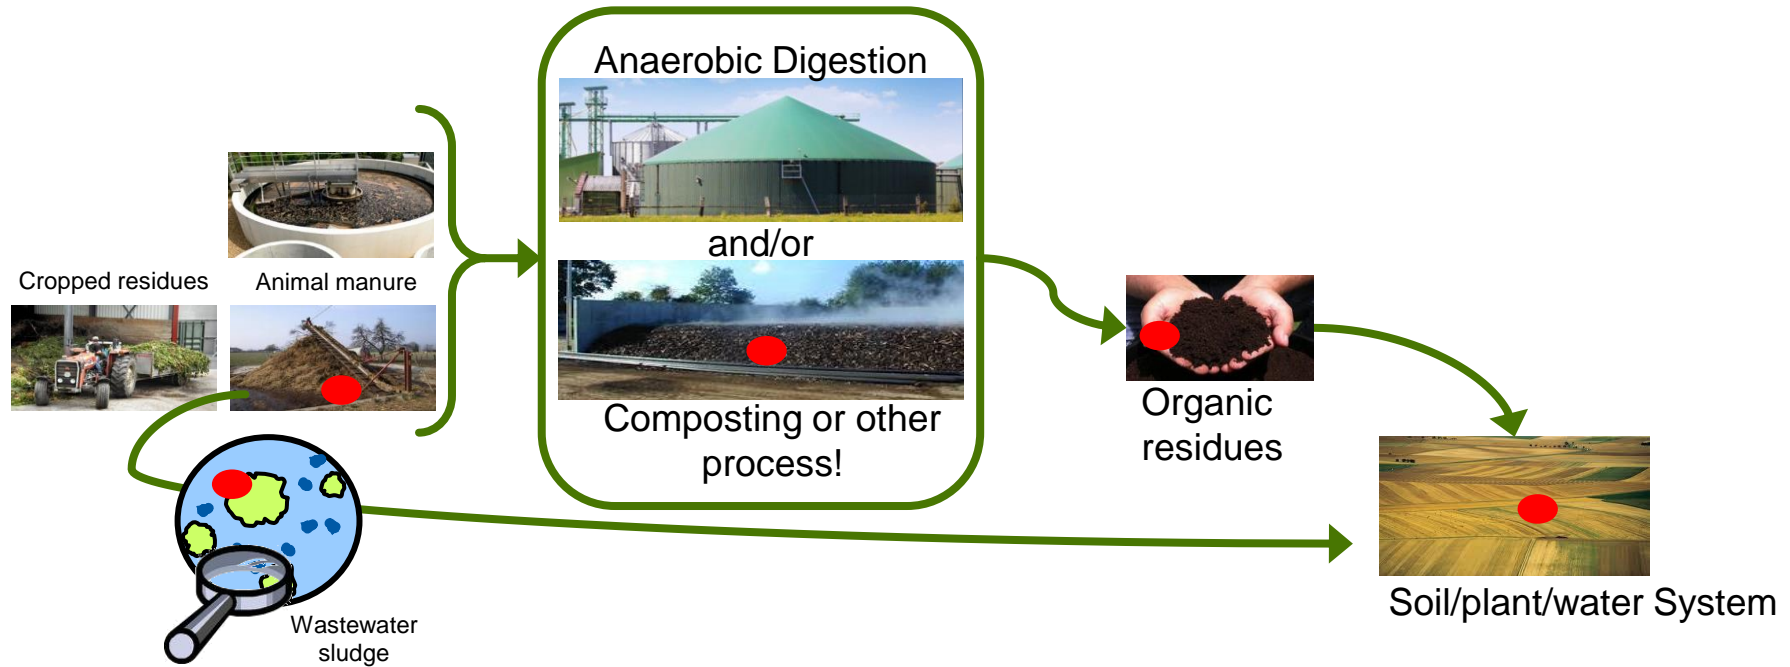 Anaerobic Digestion
and/or
Cropped residues
Animal manure
Composting or other
process!
Organic
residues
Soil/plant/water System
Wastewater
sludge